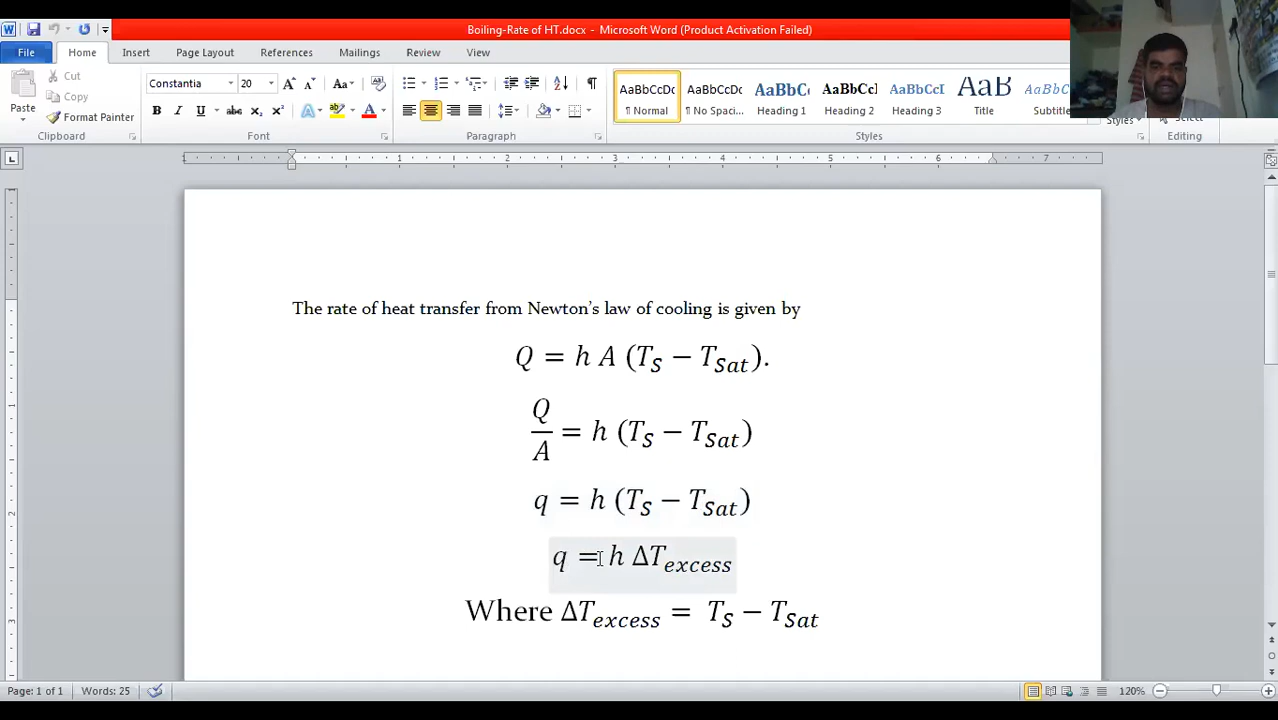 Boiling-Rate of HT.docx - Microsoft Word (Product Activation Failed)
File Home Insert Page Layout References Mailings Review View
Paste
Cut
Copy
Format Painter
Clipboard
Constantia 20
Font
Paragraph
AaBbCcDc AaBbCcDc AaBbC AaBbCcI AaBbCcI AaB
¶ Normal ¶ No Spaci... Heading 1 Heading 2 Heading 3 Title Subtitle
Styles
Styles
Select
Editing
The rate of heat transfer from Newton's law of cooling is given by
Q = h A (T_S − T_Sat).
Q/A = h (T_S − T_Sat)
q = h (T_S − T_Sat)
q = h ΔT_excess
Where ΔT_excess = T_S − T_Sat
Page: 1 of 1 Words: 25 120%